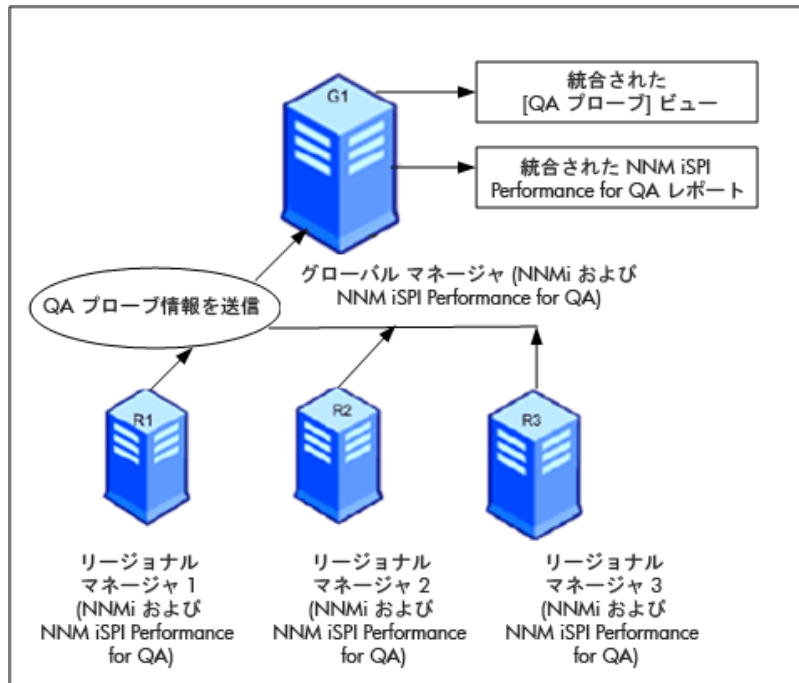 G1
統合された
[QA プローブ] ビュー
統合された NNM iSPI
Performance for QA レポート
グローバル マネージャ (NNMi および
NNM iSPI Performance for QA)
QA プローブ情報を送信
R1
R2
R3
リージョナル
マネージャ 1
(NNMi および
NNM iSPI Performance
for QA)
リージョナル
マネージャ 2
(NNMi および
NNM iSPI Performance
for QA)
リージョナル
マネージャ 3
(NNMi および
NNM iSPI Performance
for QA)